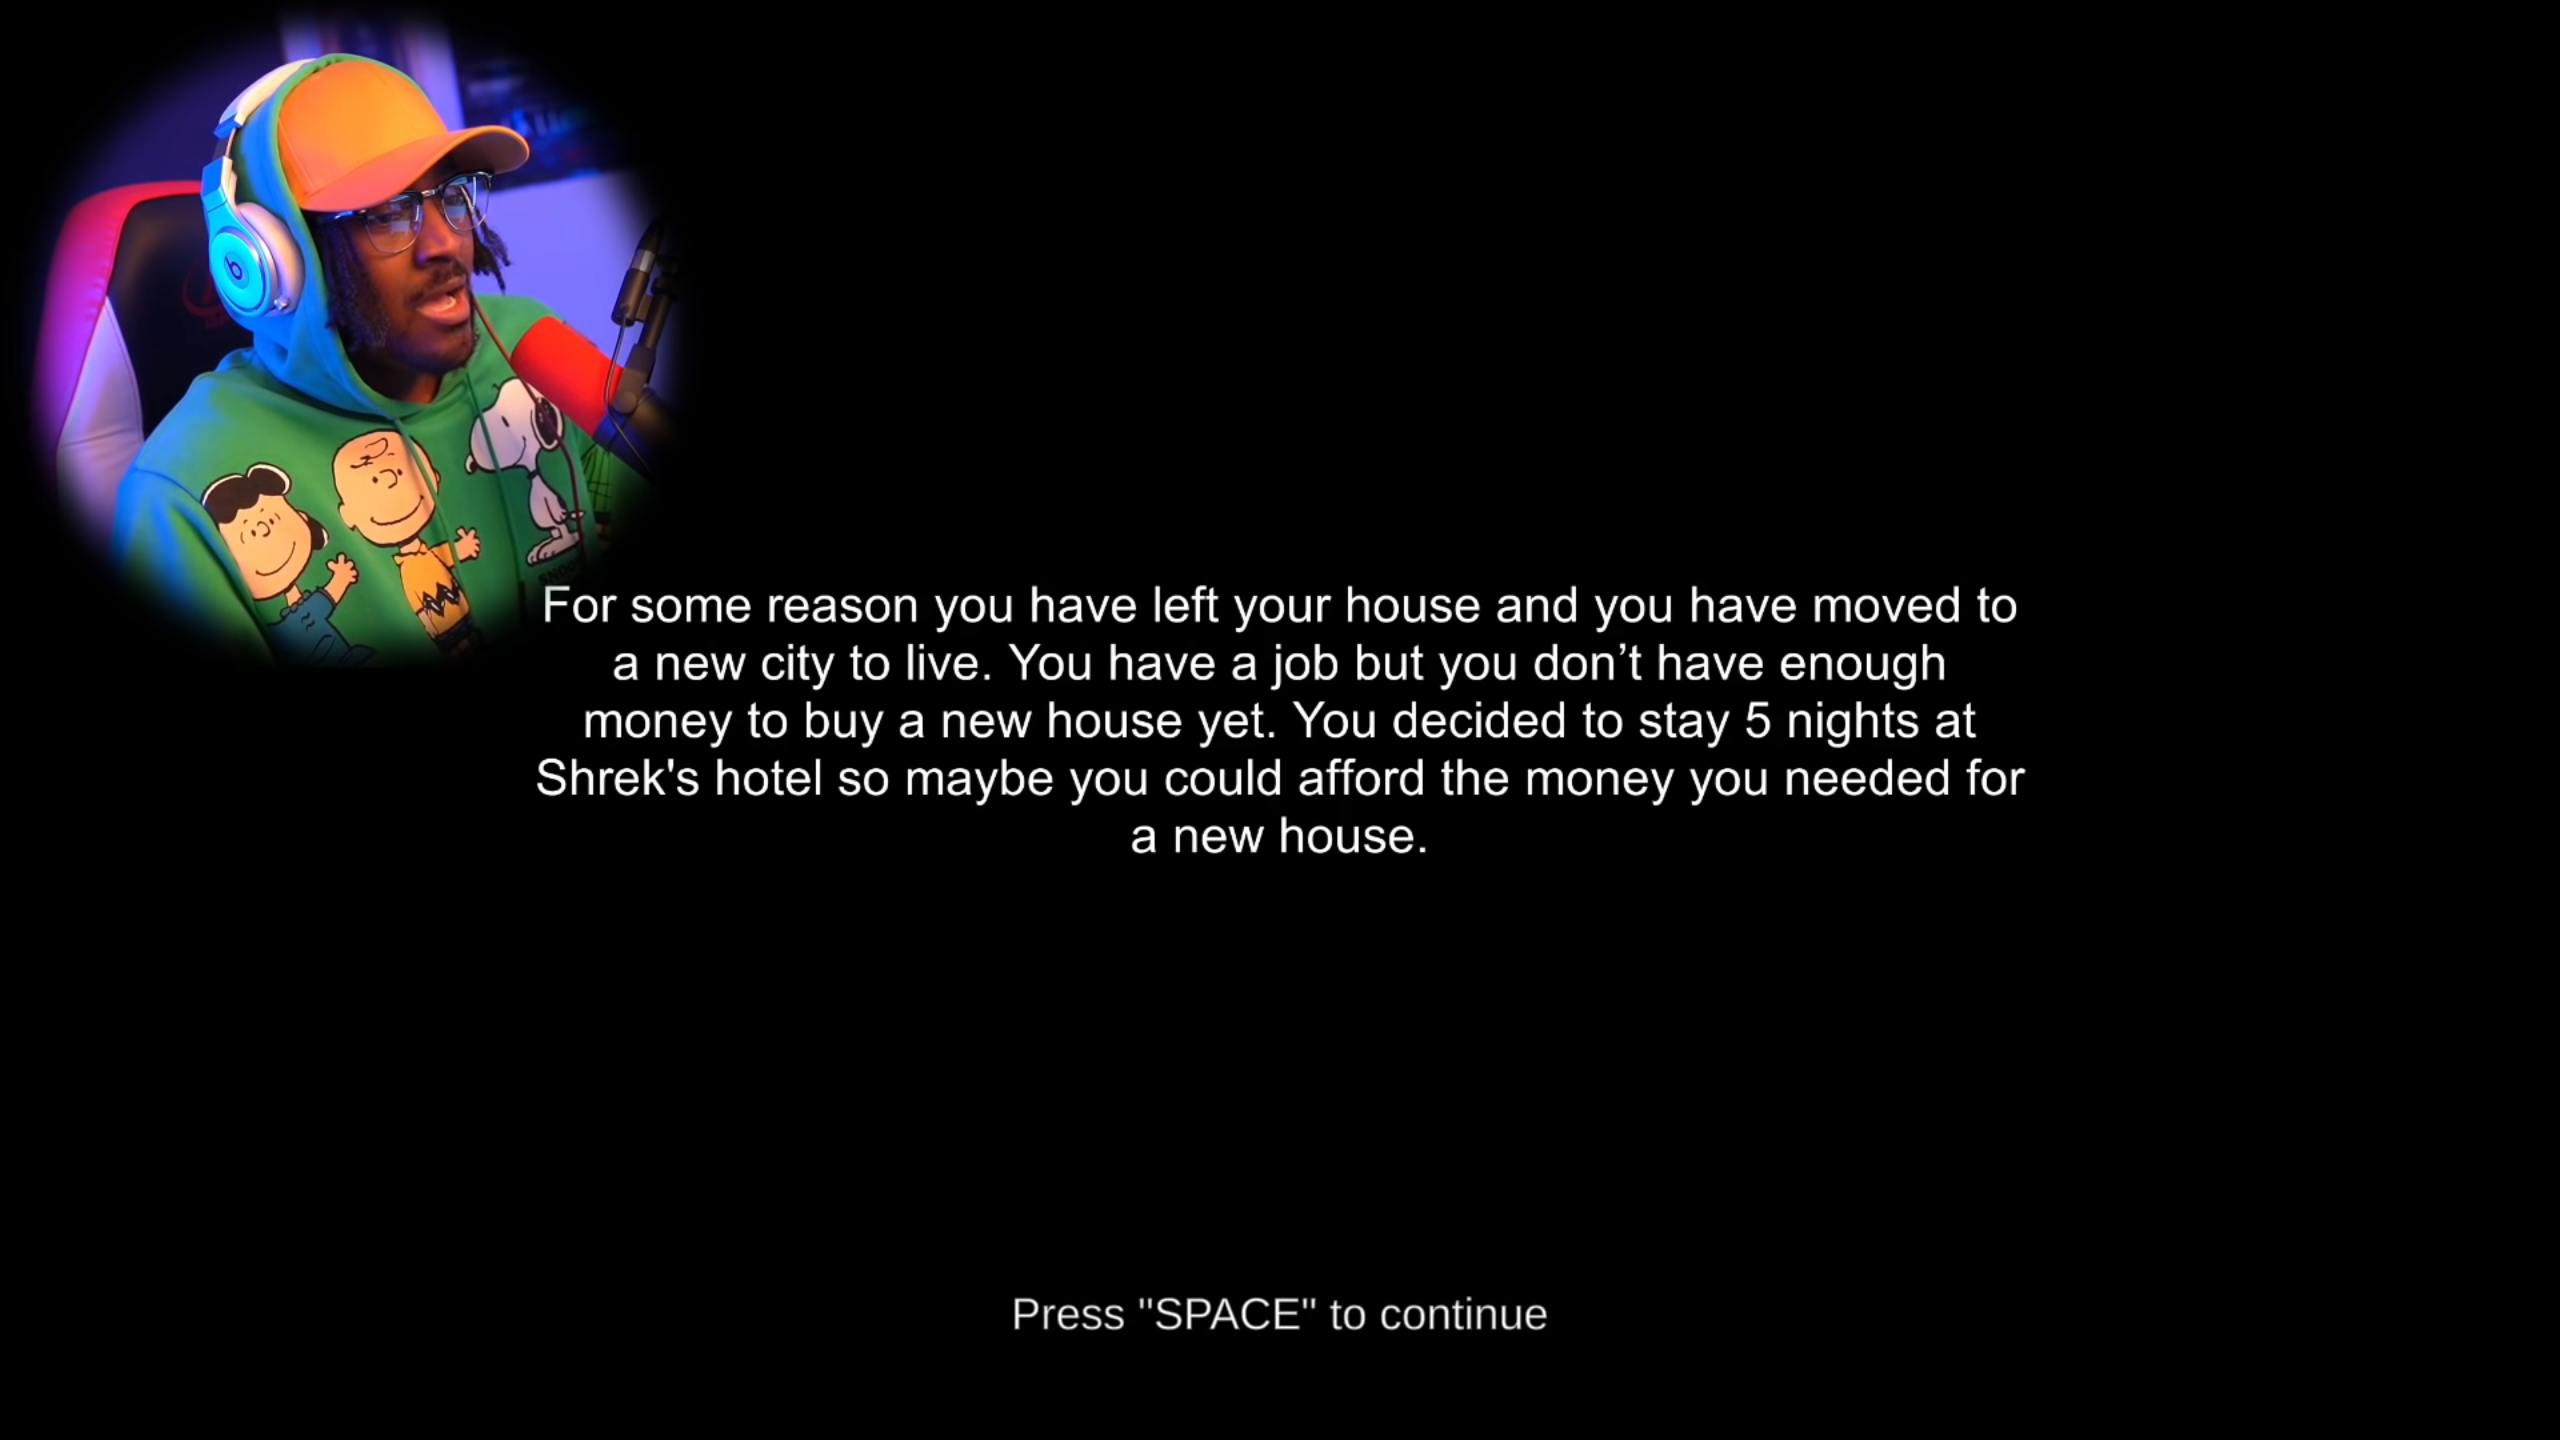 For some reason you have left your house and you have moved to
a new city to live. You have a job but you don’t have enough
money to buy a new house yet. You decided to stay 5 nights at
Shrek's hotel so maybe you could afford the money you needed for
a new house.
Press "SPACE" to continue